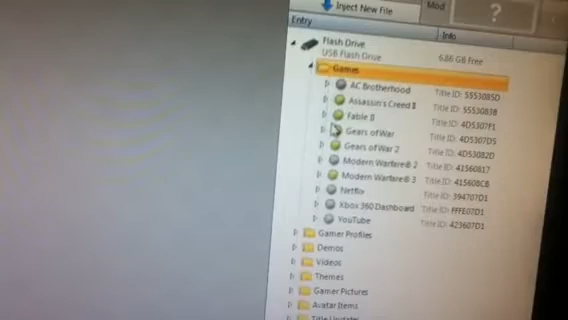 Inject New File
Mod
?
Entry
Info
Flash Drive
USB Flash Drive
6.86 GB Free
Games
AC Brotherhood
Title ID: 5553085D
Assassin's Creed II
Title ID: 5553083B
Fable II
Title ID: 4D5307F1
Gears of War
Title ID: 4D5307D5
Gears of War 2
Title ID: 4D53082D
Modern Warfare® 2
Title ID: 41560817
Modern Warfare® 3
Title ID: 415608CB
Netflix
Title ID: 394707D1
Xbox 360 Dashboard
Title ID: FFFE07D1
YouTube
Title ID: 423607D1
Gamer Profiles
Demos
Videos
Themes
Gamer Pictures
Avatar Items
Title Updates